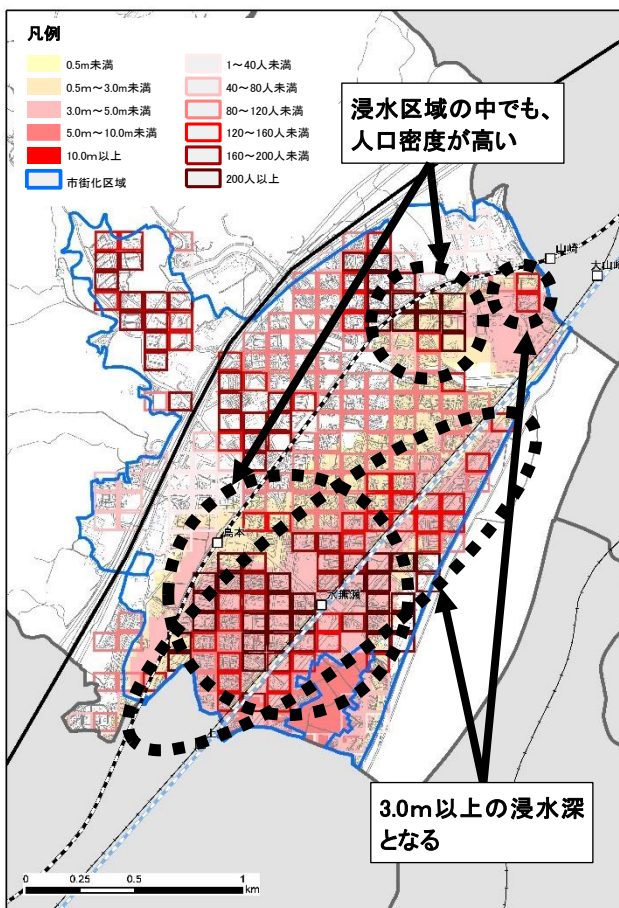 凡例
0.5m未満
0.5m~3.0m未満
3.0m~5.0m未満
5.0m~10.0m未満
10.0m以上
市街化区域
1~40人未満
40~80人未満
80~120人未満
120~160人未満
160~200人未満
200人以上
浸水区域の中でも、
人口密度が高い
山崎
大山崎
島本
水無瀬
上
3.0m以上の浸水深
となる
0 0.25 0.5 1
km